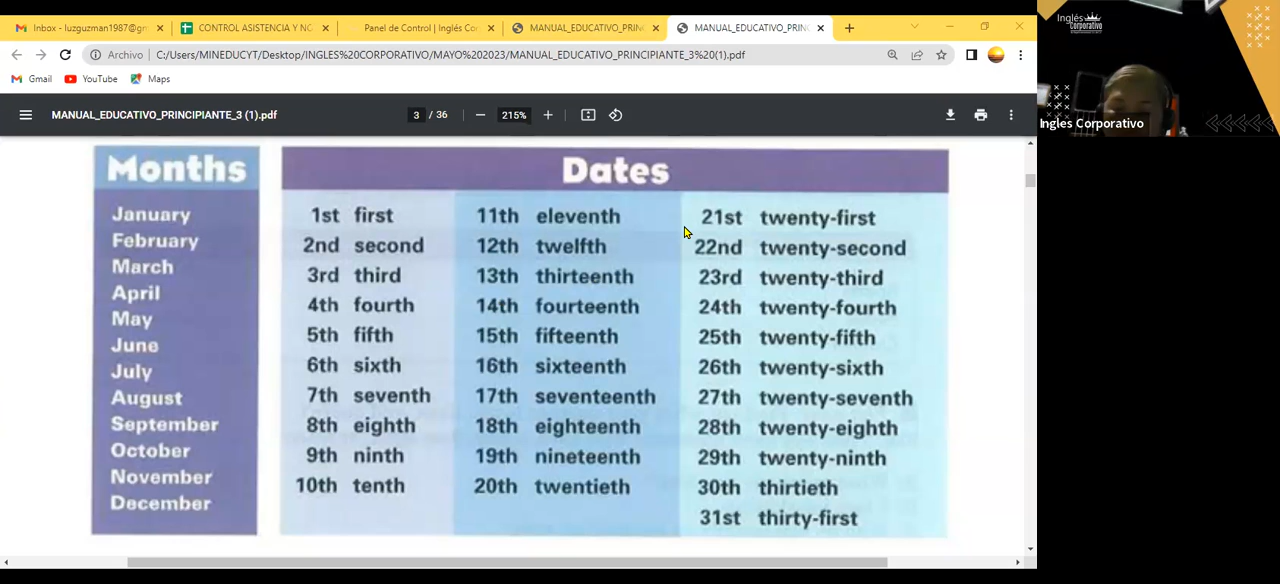 Inbox - luzguzman1987@gm
CONTROL ASISTENCIA Y NO
Panel de Control | Inglés Co
MANUAL_EDUCATIVO_PRIN
MANUAL_EDUCATIVO_PRINC
Archivo
C:/Users/MINEDUCYT/Desktop/INGLES%20CORPORATIVO/MAYO%202023/MANUAL_EDUCATIVO_PRINCIPIANTE_3%20(1).pdf
Gmail
YouTube
Maps
MANUAL_EDUCATIVO_PRINCIPIANTE_3 (1).pdf
3 / 36
215%
Inglés
Corporativo
Ingles Corporativo
Months
January
February
March
April
May
June
July
August
September
October
November
December
Dates
1st first
2nd second
3rd third
4th fourth
5th fifth
6th sixth
7th seventh
8th eighth
9th ninth
10th tenth
11th eleventh
12th twelfth
13th thirteenth
14th fourteenth
15th fifteenth
16th sixteenth
17th seventeenth
18th eighteenth
19th nineteenth
20th twentieth
21st twenty-first
22nd twenty-second
23rd twenty-third
24th twenty-fourth
25th twenty-fifth
26th twenty-sixth
27th twenty-seventh
28th twenty-eighth
29th twenty-ninth
30th thirtieth
31st thirty-first